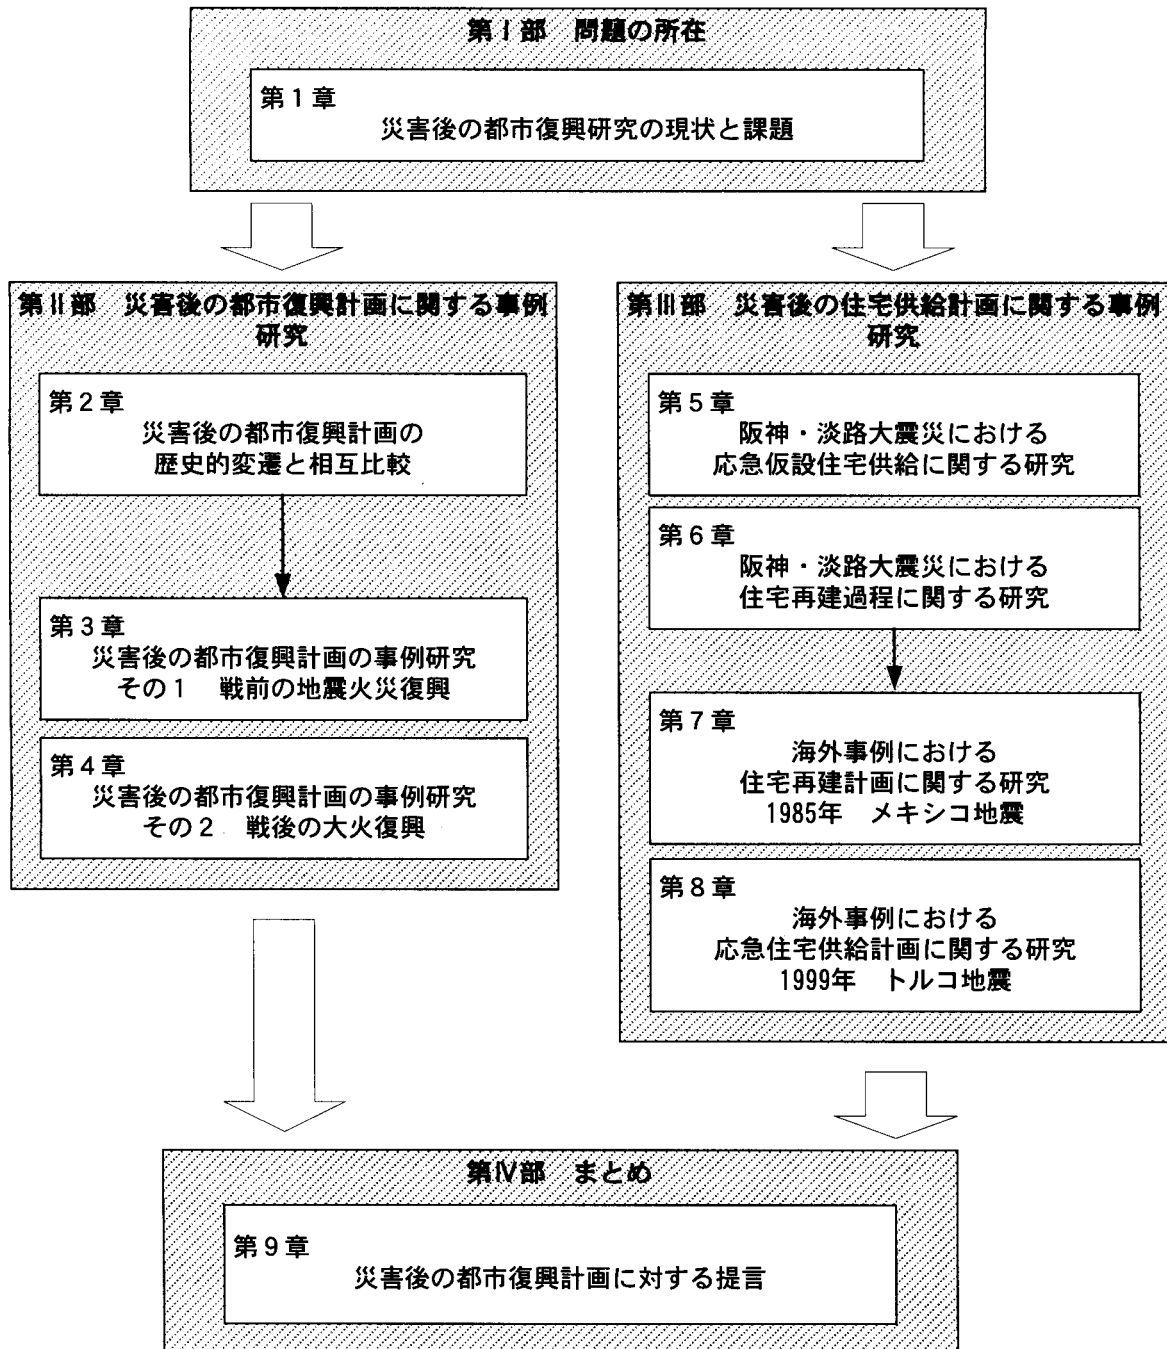 第Ⅰ部　問題の所在
第1章
災害後の都市復興研究の現状と課題
第Ⅱ部　災害後の都市復興計画に関する事例
研究
第2章
災害後の都市復興計画の
歴史的変遷と相互比較
第3章
災害後の都市復興計画の事例研究
その1　戦前の地震火災復興
第4章
災害後の都市復興計画の事例研究
その2　戦後の大火復興
第Ⅲ部　災害後の住宅供給計画に関する事例
研究
第5章
阪神・淡路大震災における
応急仮設住宅供給に関する研究
第6章
阪神・淡路大震災における
住宅再建過程に関する研究
第7章
海外事例における
住宅再建計画に関する研究
1985年　メキシコ地震
第8章
海外事例における
応急住宅供給計画に関する研究
1999年　トルコ地震
第Ⅳ部　まとめ
第9章
災害後の都市復興計画に対する提言